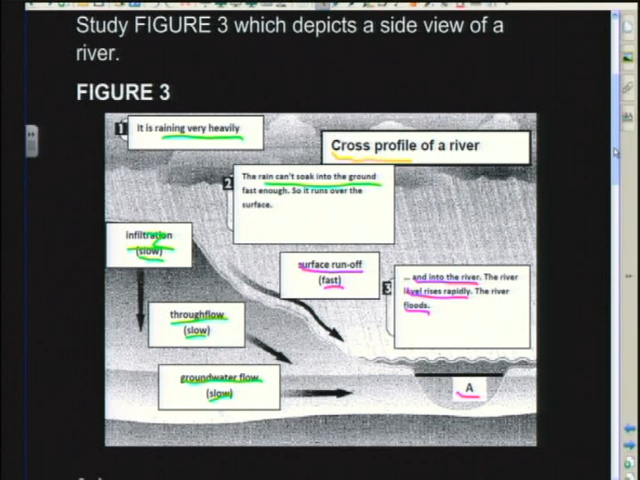 Study FIGURE 3 which depicts a side view of a
river.
FIGURE 3
1 It is raining very heavily
Cross profile of a river
2 The rain can't soak into the ground
fast enough. So it runs over the
surface.
infiltration
(slow)
surface run-off
(fast)
3 ... and into the river. The river
level rises rapidly. The river
floods.
throughflow
(slow)
groundwater flow
(slow)
A